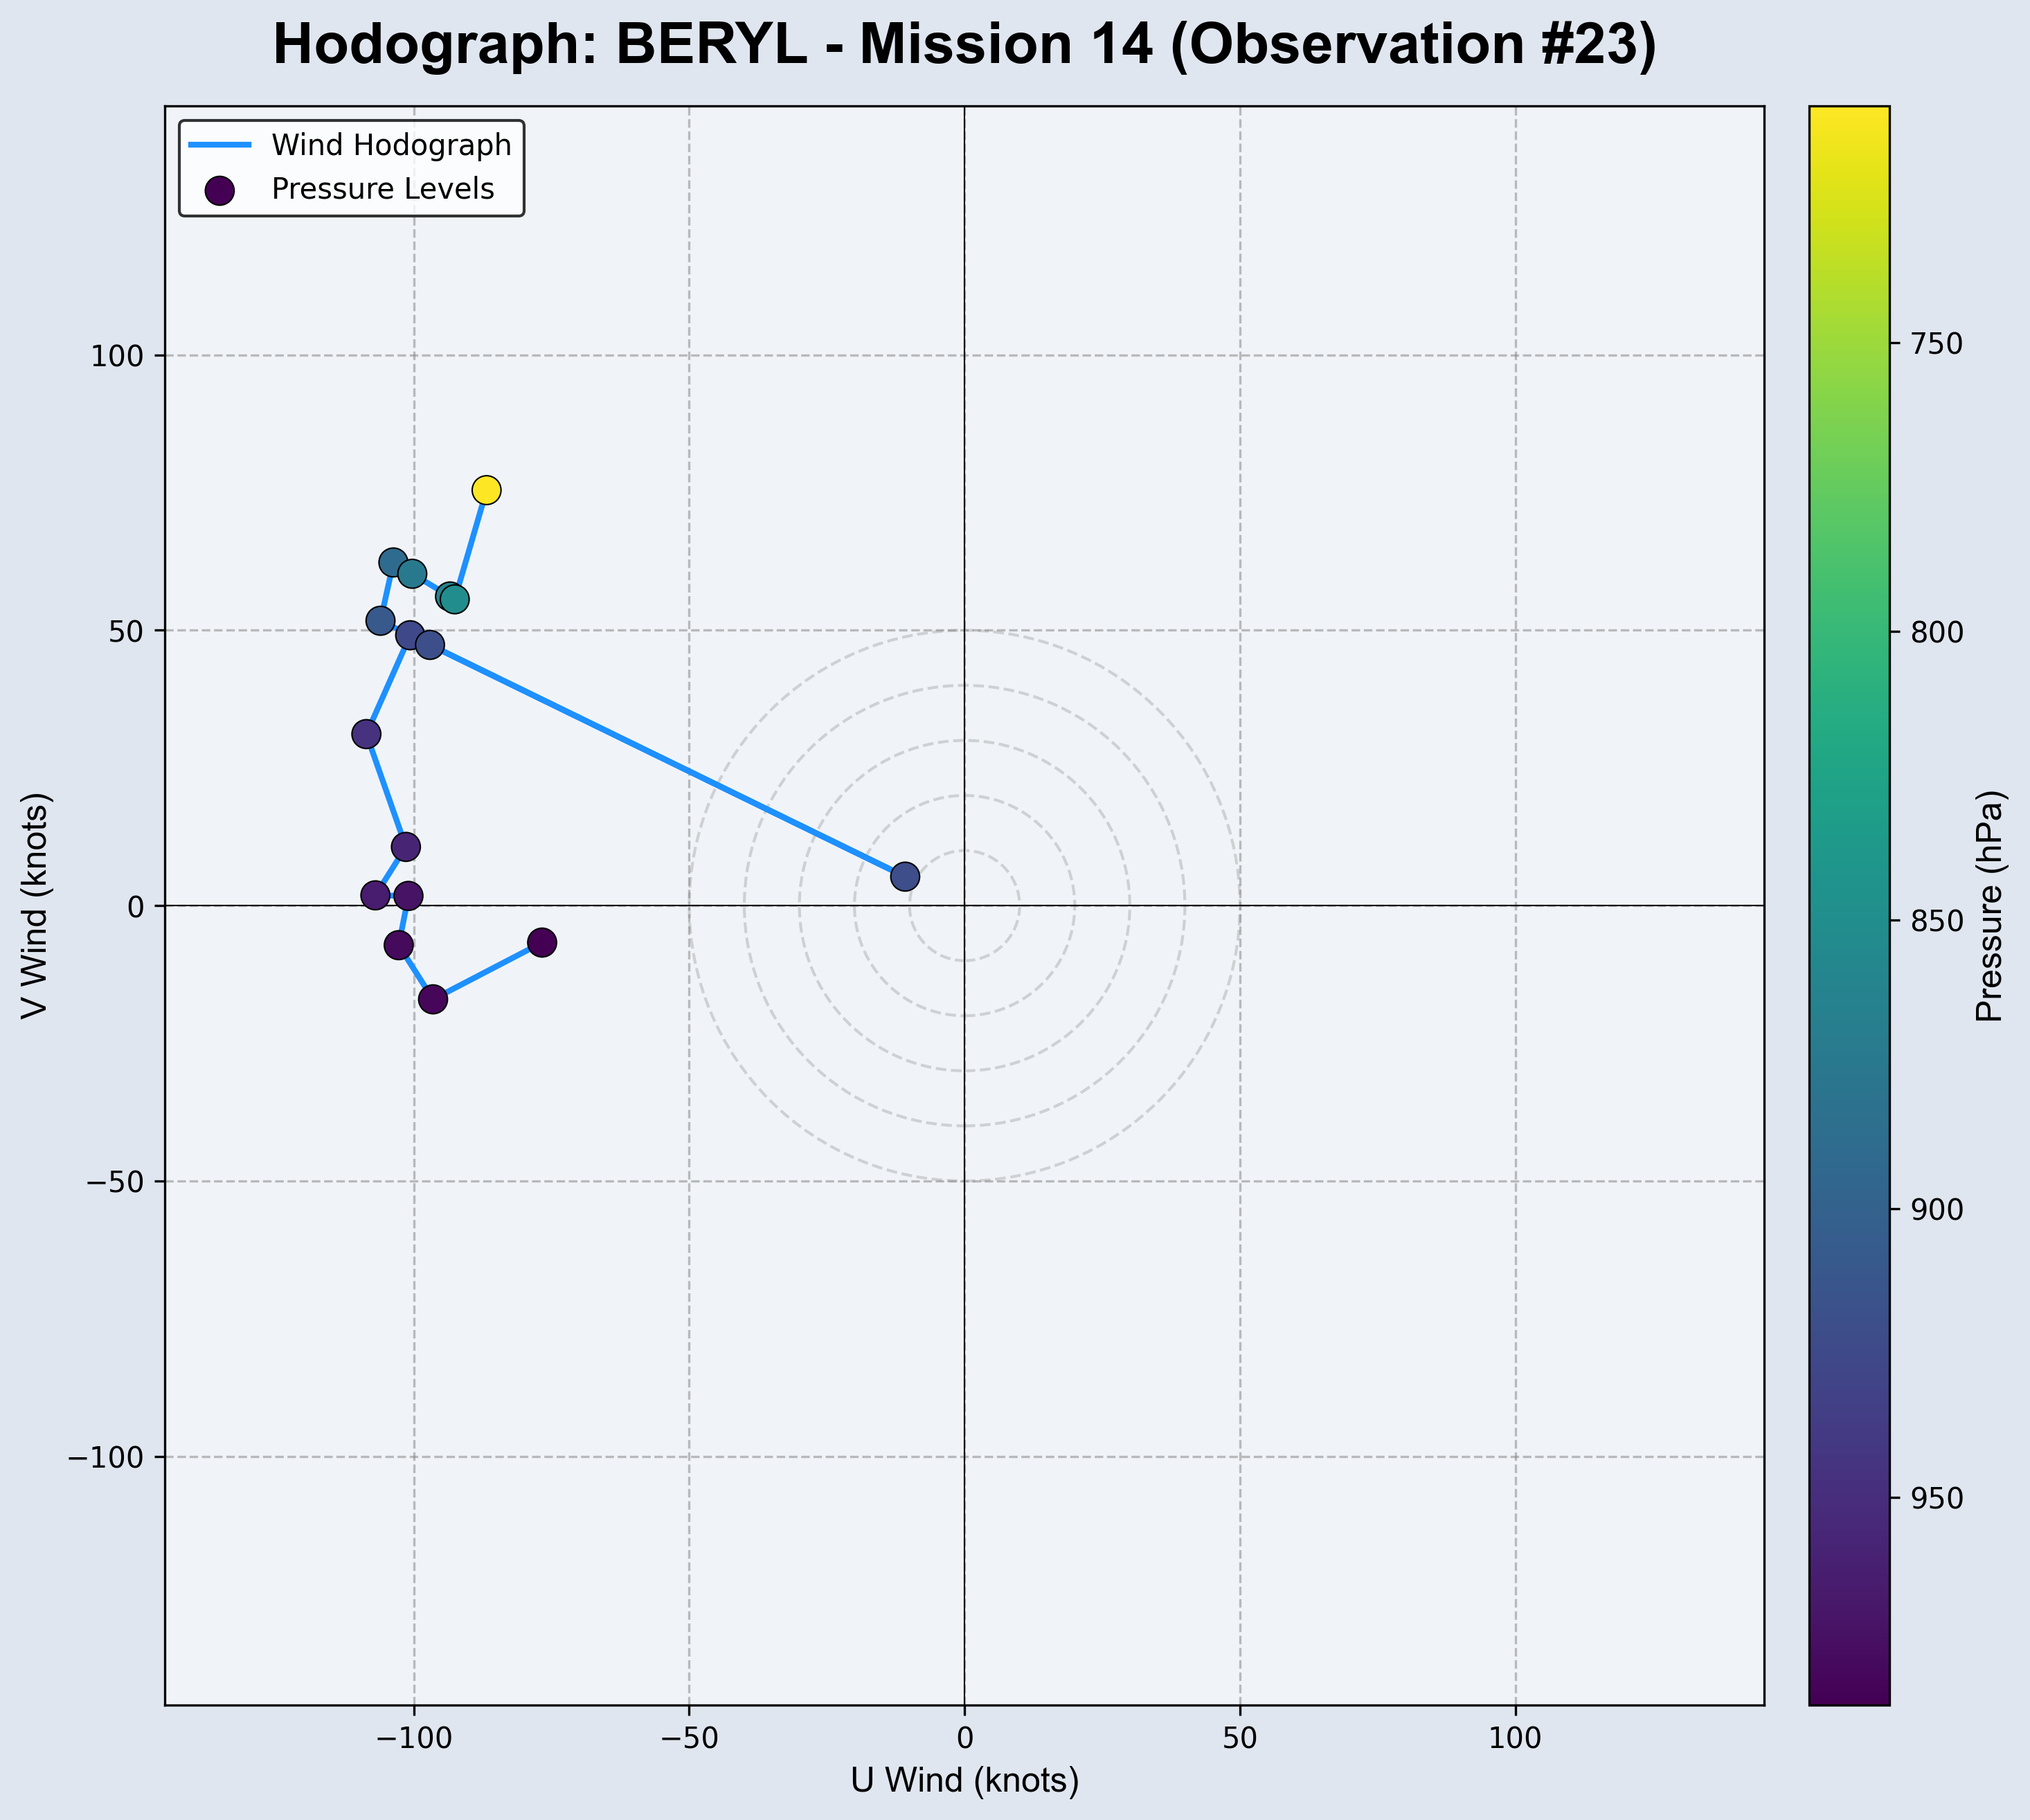 Hodograph: BERYL - Mission 14 (Observation #23)
Wind Hodograph
Pressure Levels
100
50
0
−50
−100
V Wind (knots)
−100
−50
0
50
100
U Wind (knots)
750
800
850
900
950
Pressure (hPa)